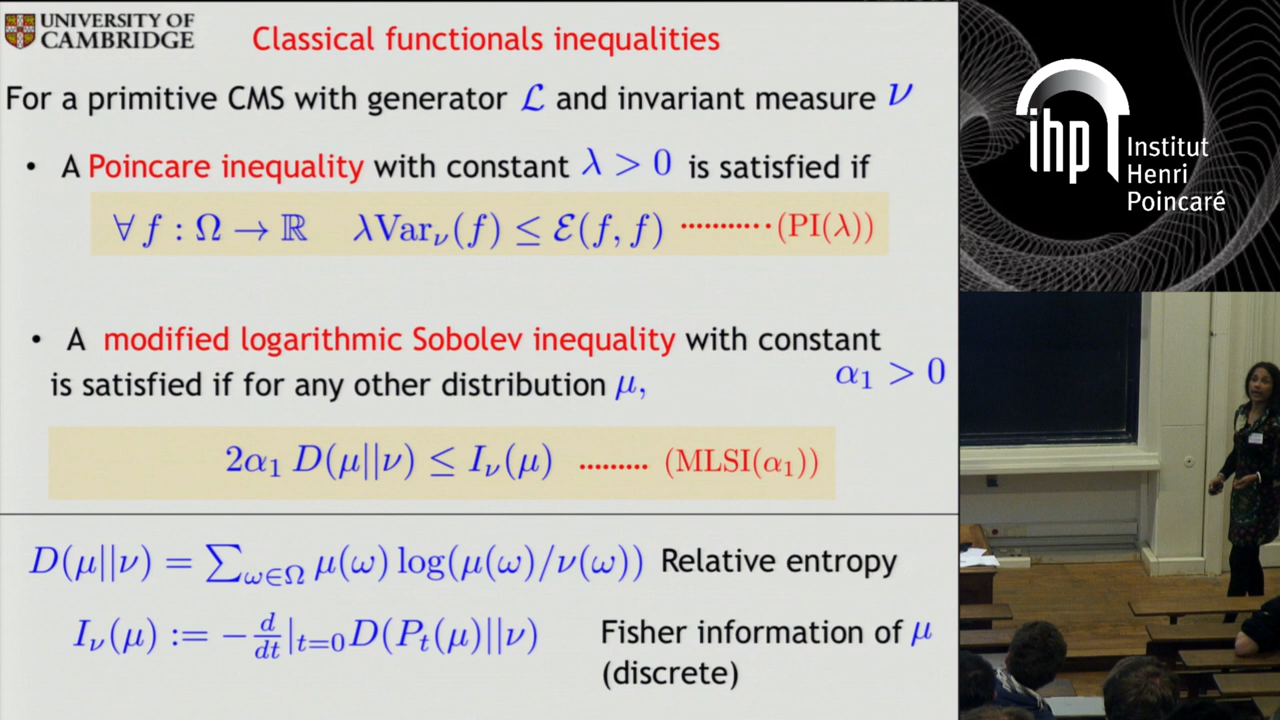 UNIVERSITY OF
CAMBRIDGE
Classical functionals inequalities
For a primitive CMS with generator ℒ and invariant measure ν
• A Poincare inequality with constant λ > 0 is satisfied if
∀ f : Ω → ℝ λVar_ν(f) ≤ ℰ(f, f) ........... (PI(λ))
• A modified logarithmic Sobolev inequality with constant
α₁ > 0
is satisfied if for any other distribution μ,
2α₁ D(μ||ν) ≤ I_ν(μ) ......... (MLSI(α₁))
D(μ||ν) = ∑_{ω∈Ω} μ(ω) log(μ(ω)/ν(ω)) Relative entropy
I_ν(μ) := −d/dt|_{t=0}D(P_t(μ)||ν) Fisher information of μ
(discrete)
ihp Institut
Henri
Poincaré